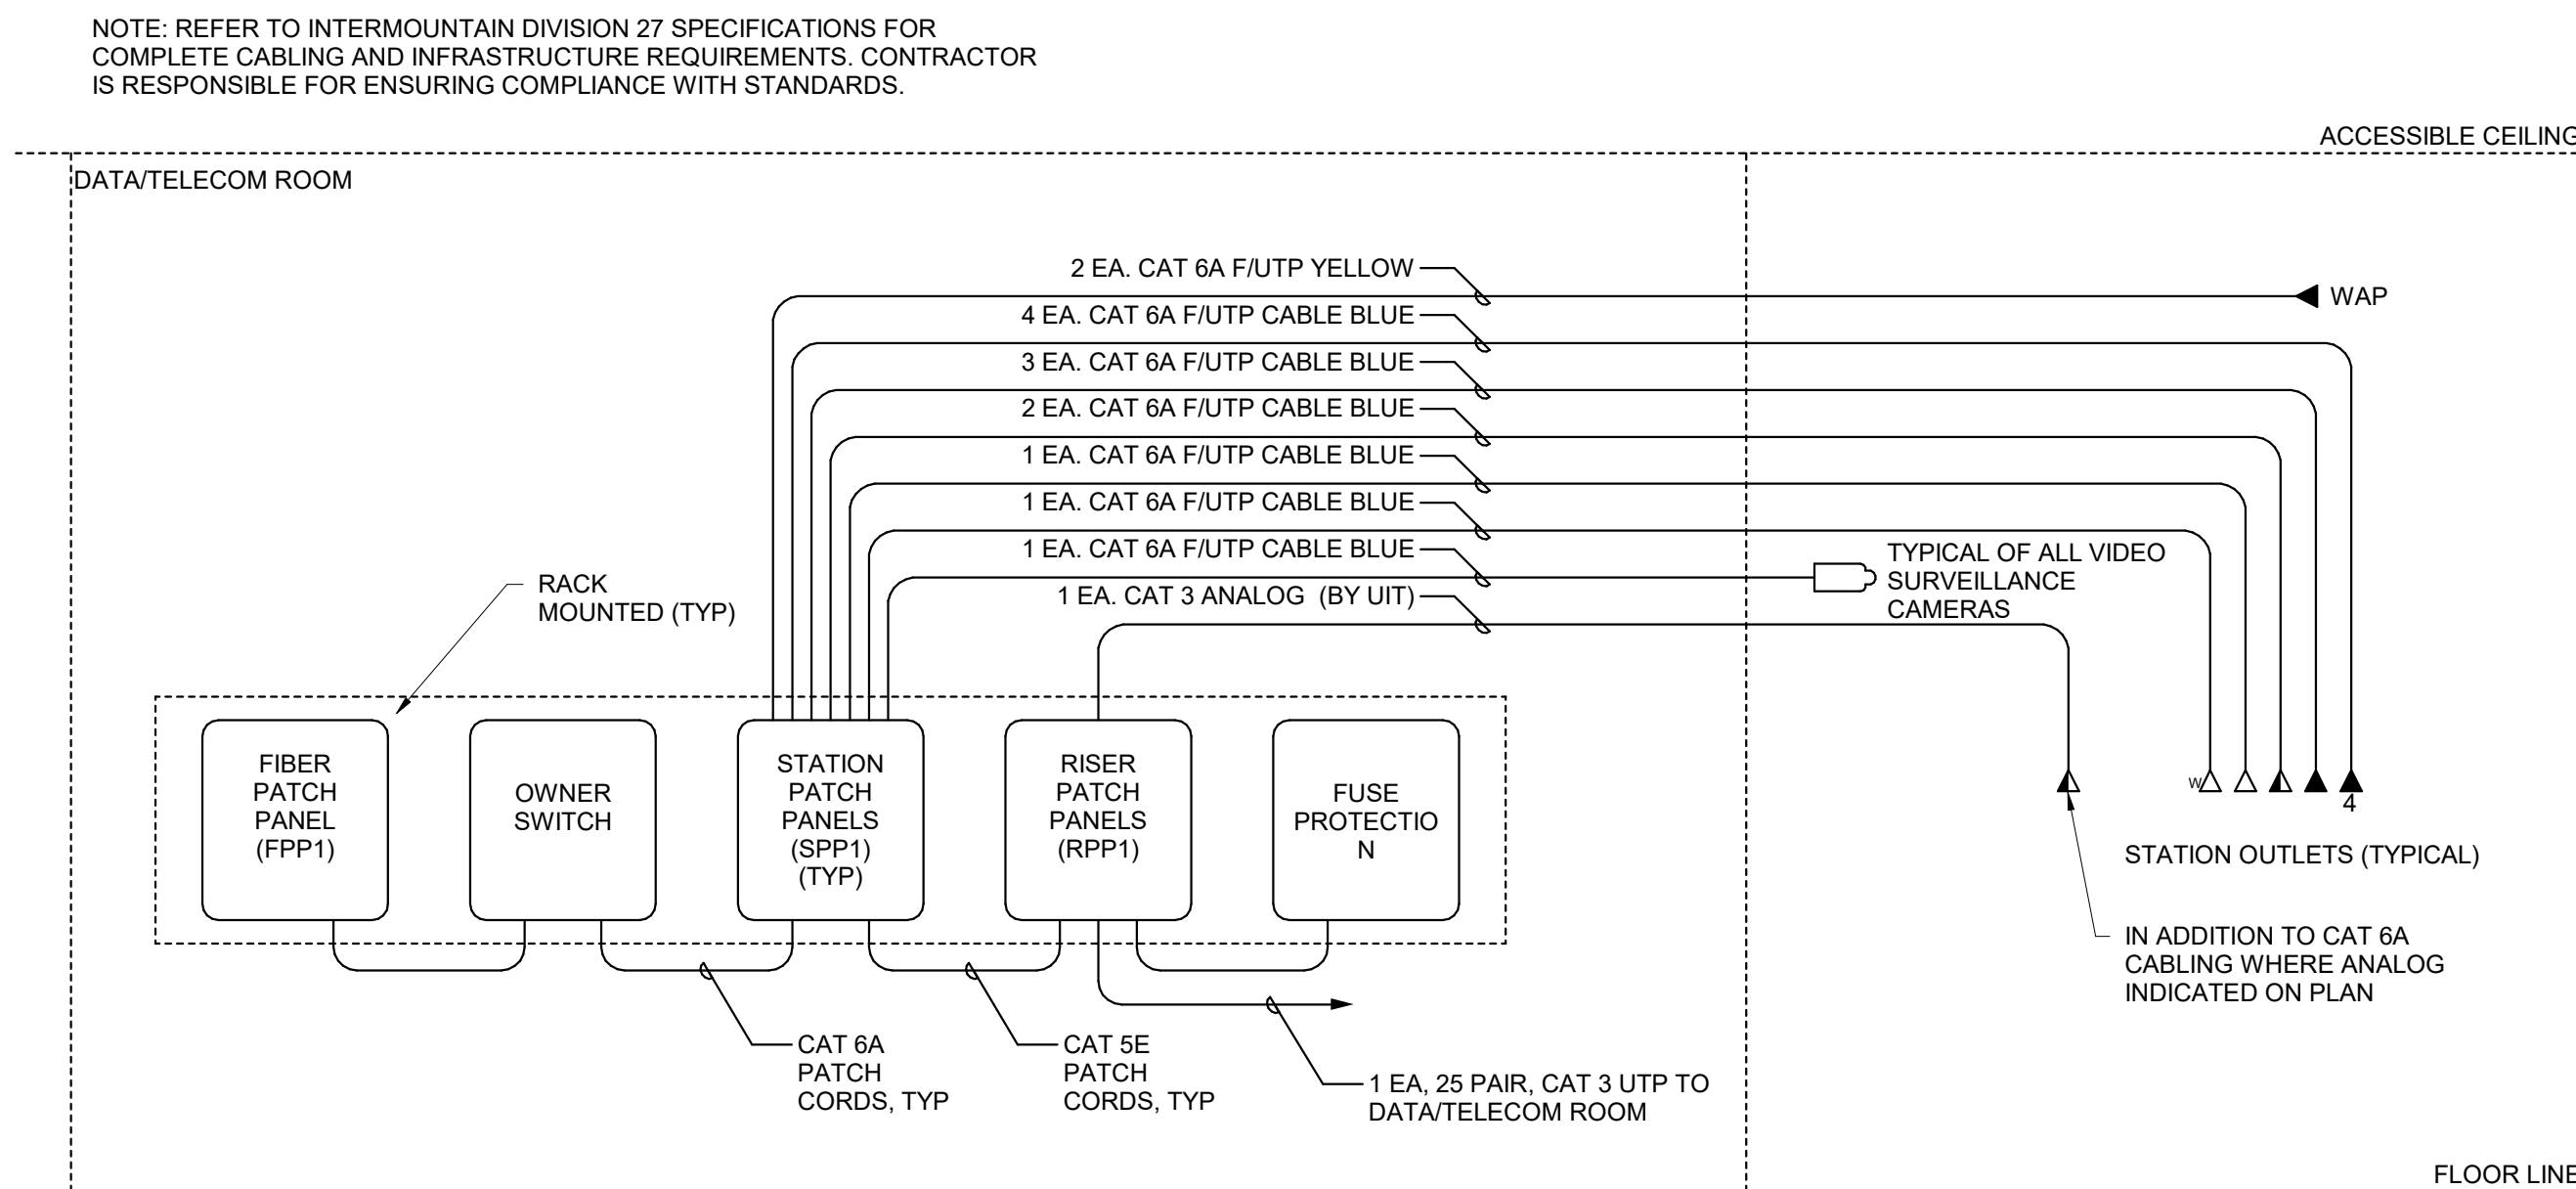 NOTE: REFER TO INTERMOUNTAIN DIVISION 27 SPECIFICATIONS FOR
COMPLETE CABLING AND INFRASTRUCTURE REQUIREMENTS. CONTRACTOR
IS RESPONSIBLE FOR ENSURING COMPLIANCE WITH STANDARDS.
ACCESSIBLE CEILING
DATA/TELECOM ROOM
2 EA. CAT 6A F/UTP YELLOW
WAP
4 EA. CAT 6A F/UTP CABLE BLUE
3 EA. CAT 6A F/UTP CABLE BLUE
2 EA. CAT 6A F/UTP CABLE BLUE
1 EA. CAT 6A F/UTP CABLE BLUE
1 EA. CAT 6A F/UTP CABLE BLUE
1 EA. CAT 6A F/UTP CABLE BLUE
TYPICAL OF ALL VIDEO
SURVEILLANCE
CAMERAS
1 EA. CAT 3 ANALOG (BY UIT)
RACK
MOUNTED (TYP)
FIBER
PATCH
PANEL
(FPP1)
OWNER
SWITCH
STATION
PATCH
PANELS
(SPP1)
(TYP)
RISER
PATCH
PANELS
(RPP1)
FUSE
PROTECTIO
N
W
4
STATION OUTLETS (TYPICAL)
IN ADDITION TO CAT 6A
CABLING WHERE ANALOG
INDICATED ON PLAN
CAT 6A
PATCH
CORDS, TYP
CAT 5E
PATCH
CORDS, TYP
1 EA, 25 PAIR, CAT 3 UTP TO
DATA/TELECOM ROOM
FLOOR LINE